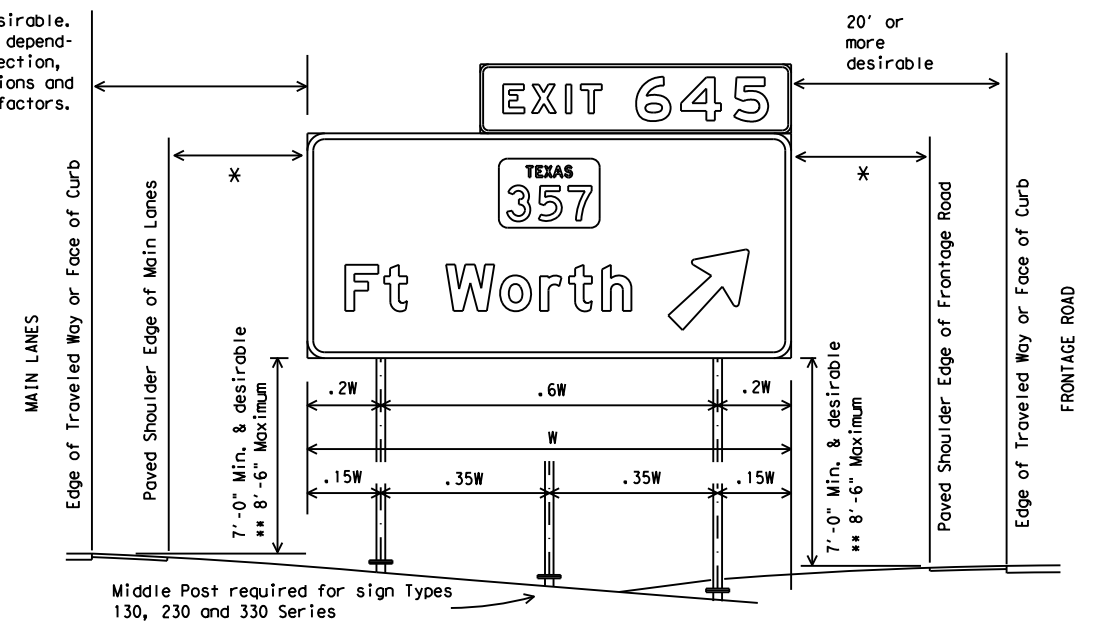 sirable.
depend-
ection,
ions and
factors.
20' or
more
desirable
EXIT 645
TEXAS
357
Ft Worth
*
*
MAIN LANES
Edge of Traveled Way or Face of Curb
Paved Shoulder Edge of Main Lanes
7'-0" Min. & desirable
** 8'-6" Maximum
.2W
.6W
.2W
W
.15W
.35W
.35W
.15W
7'-0" Min. & desirable
** 8'-6" Maximum
Paved Shoulder Edge of Frontage Road
Edge of Traveled Way or Face of Curb
FRONTAGE ROAD
Middle Post required for sign Types
130, 230 and 330 Series